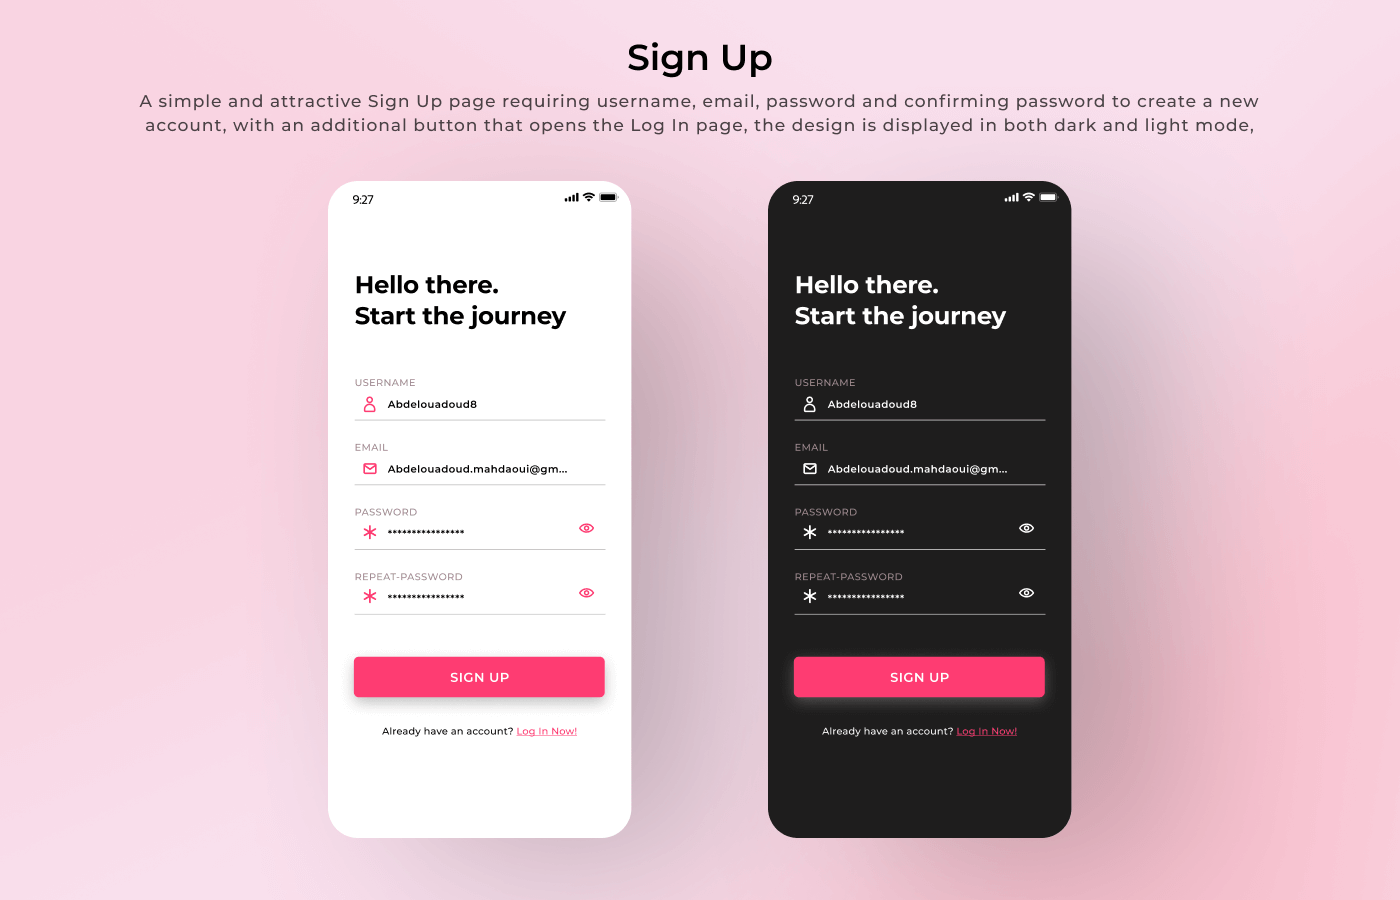 Sign Up
A simple and attractive Sign Up page requiring username, email, password and confirming password to create a new
account, with an additional button that opens the Log In page, the design is displayed in both dark and light mode,
9:27
Hello there.
Start the journey
USERNAME
Abdelouadoud8
EMAIL
Abdelouadoud.mahdaoui@gm...
PASSWORD
****************
REPEAT-PASSWORD
****************
SIGN UP
Already have an account? Log In Now!
9:27
Hello there.
Start the journey
USERNAME
Abdelouadoud8
EMAIL
Abdelouadoud.mahdaoui@gm...
PASSWORD
****************
REPEAT-PASSWORD
****************
SIGN UP
Already have an account? Log In Now!